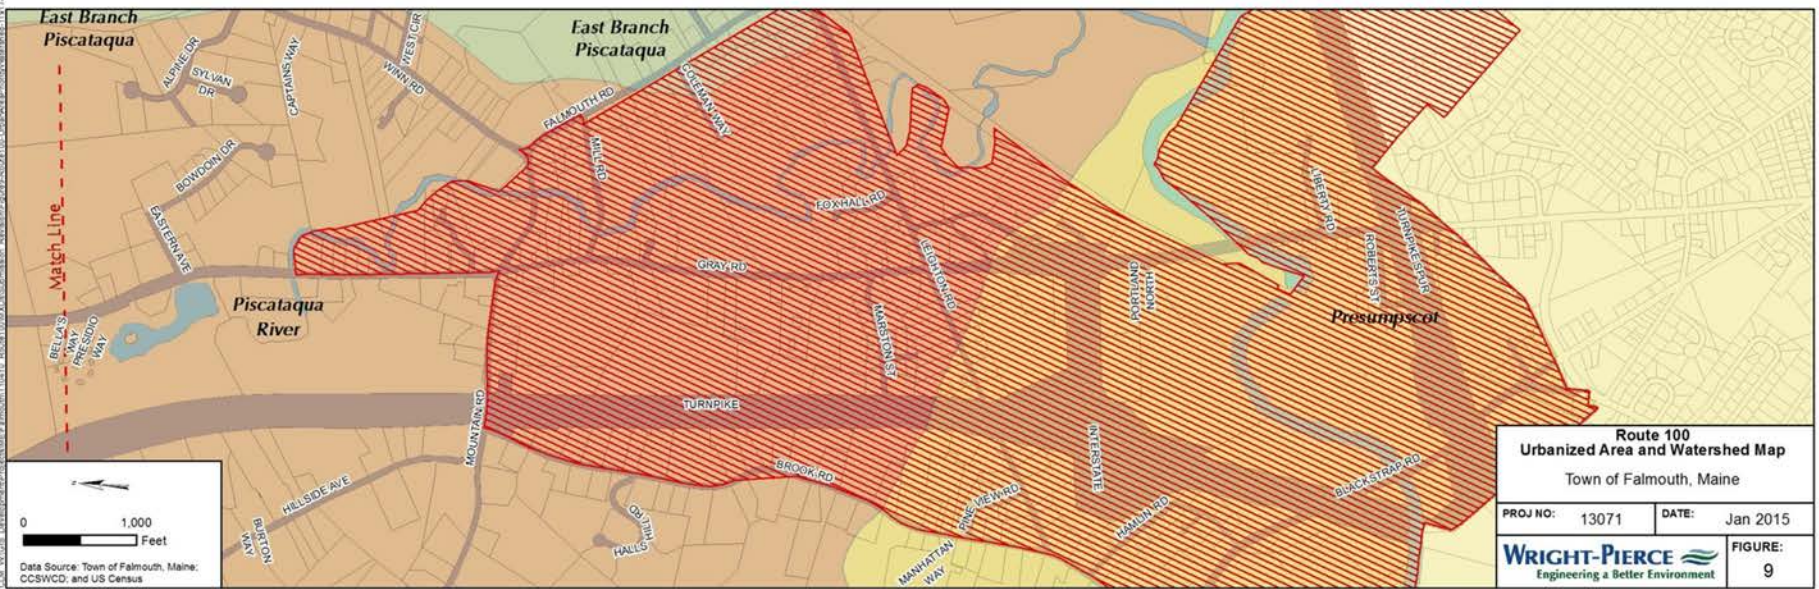 East Branch
Piscataqua
East Branch
Piscataqua
ALPINE DR
SYLVAN
DR
CAPTAINS WAY
WEST CIR
WINN RD
FALMOUTH RD
COLEMAN WAY
MILL RD
BOWDOIN DR
EASTERN AVE
FOX HALL RD
LEIGHTON RD
GRAY RD
LIBERTY RD
TURNPIKE SPUR
ROBERTS ST
PORTLAND
NORTH
Match Line
Piscataqua
River
Presumpscot
BELLA'S
WAY
PRESIDIO
WAY
MARSTON ST
TURNPIKE
MOUNTAIN RD
INTERSTATE
BROOK RD
BLACKSTRAP RD
PINE VIEW RD
HAMLIN RD
HILLSIDE AVE
BURTON
WAY
HALLS
HILL RD
MANHATTAN
WAY
0 1,000
Feet
Data Source: Town of Falmouth, Maine;
CCSWCD; and US Census
Route 100
Urbanized Area and Watershed Map
Town of Falmouth, Maine
PROJ NO: 13071 DATE: Jan 2015
WRIGHT-PIERCE
Engineering a Better Environment
FIGURE:
9